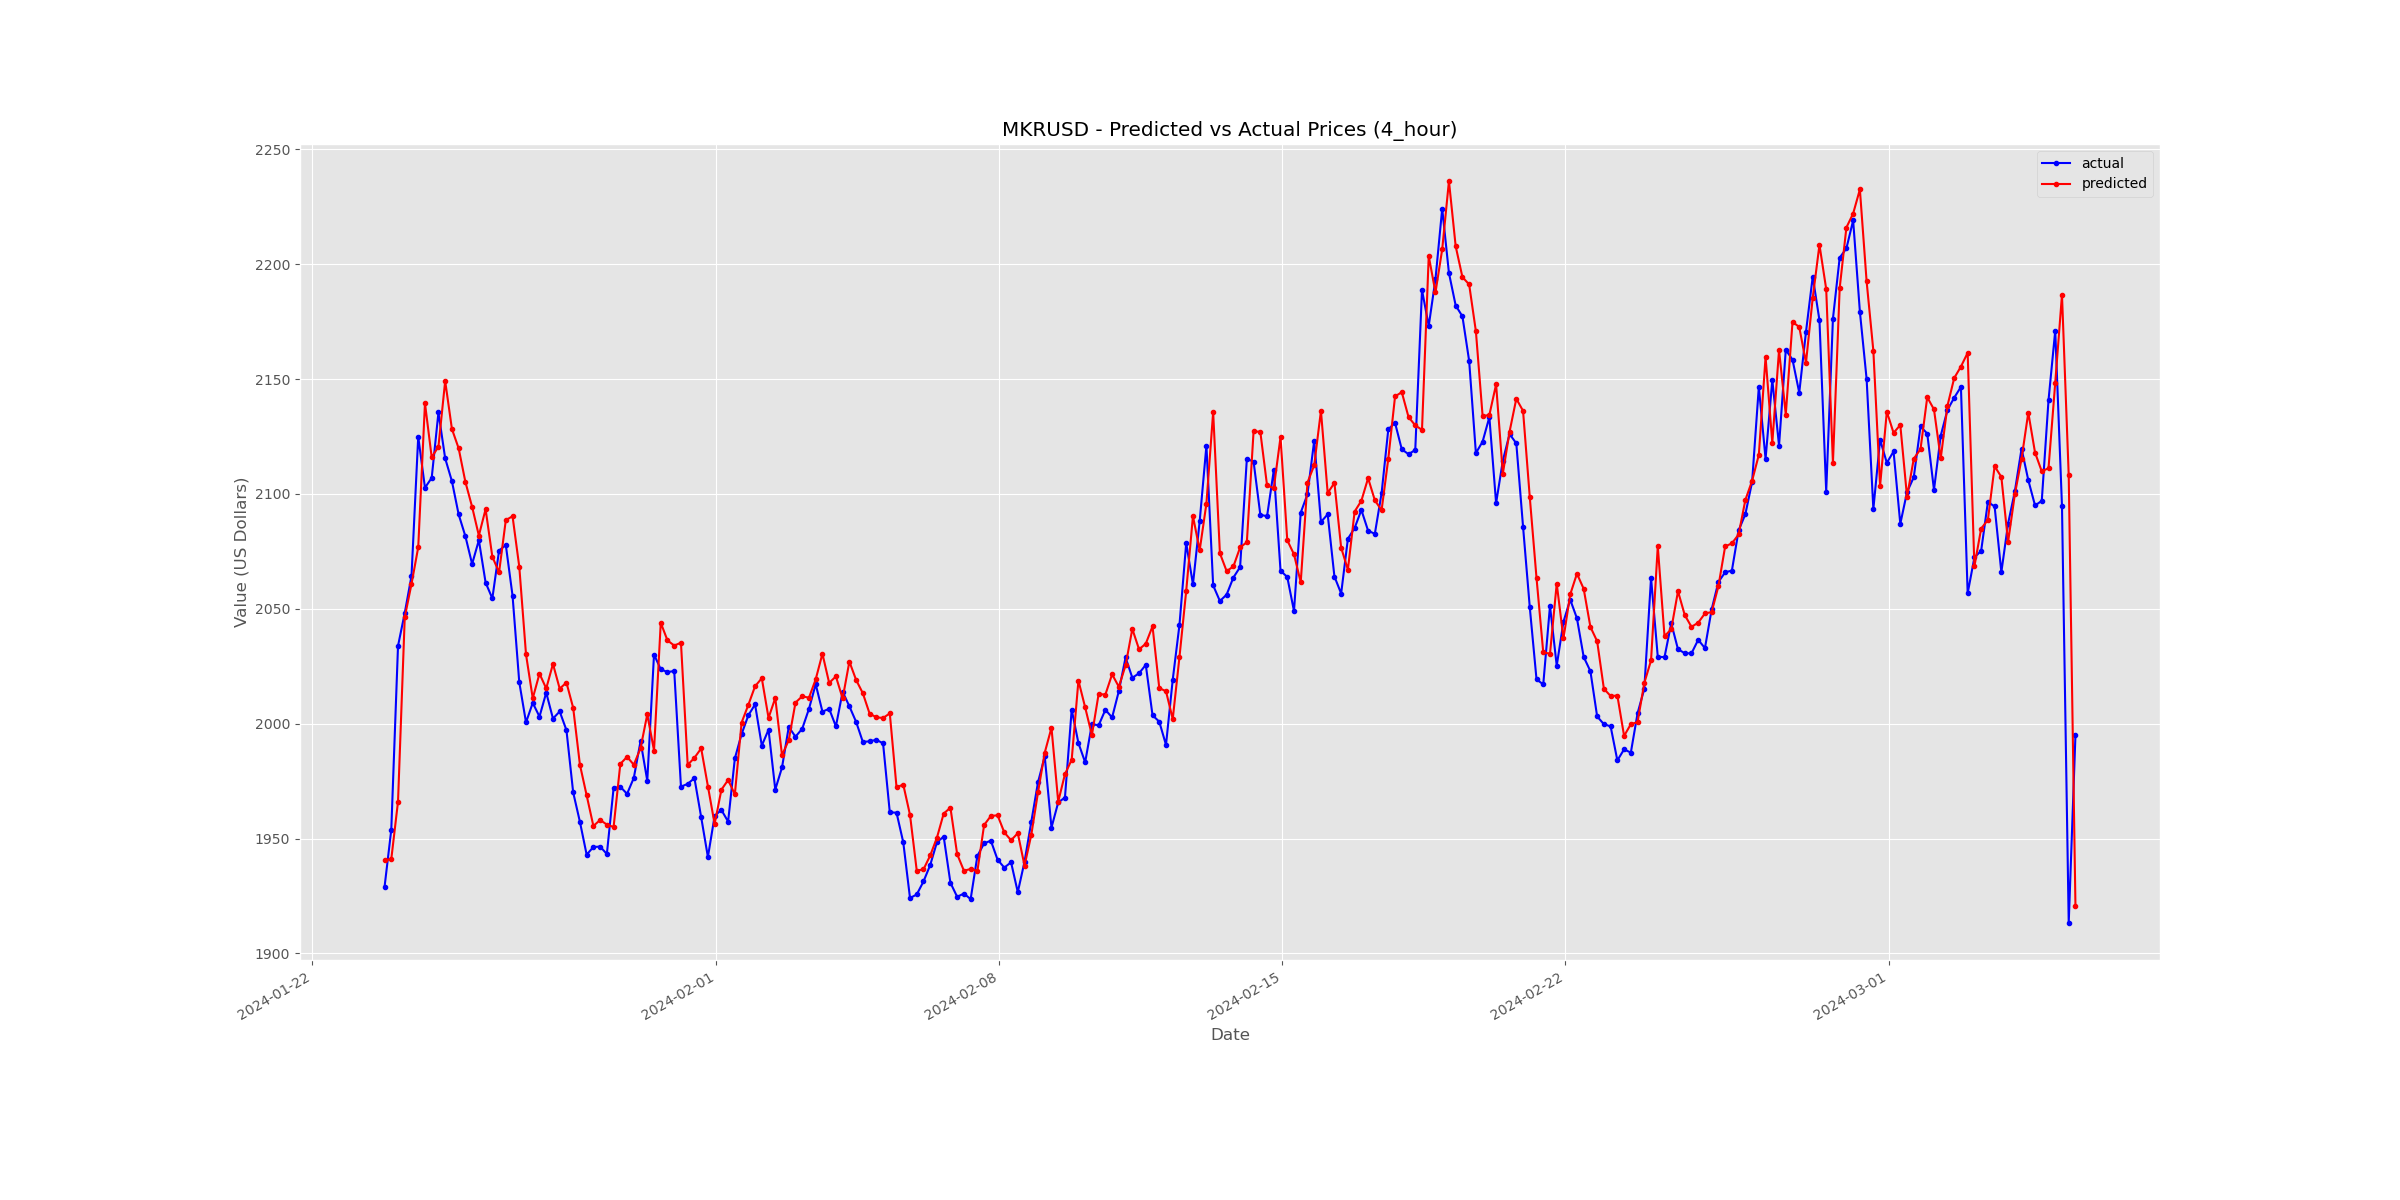 MKRUSD - Predicted vs Actual Prices (4_hour)
actual
predicted
Value (US Dollars)
2250
2200
2150
2100
2050
2000
1950
1900
2024-01-22
2024-02-01
2024-02-08
2024-02-15
2024-02-22
2024-03-01
Date